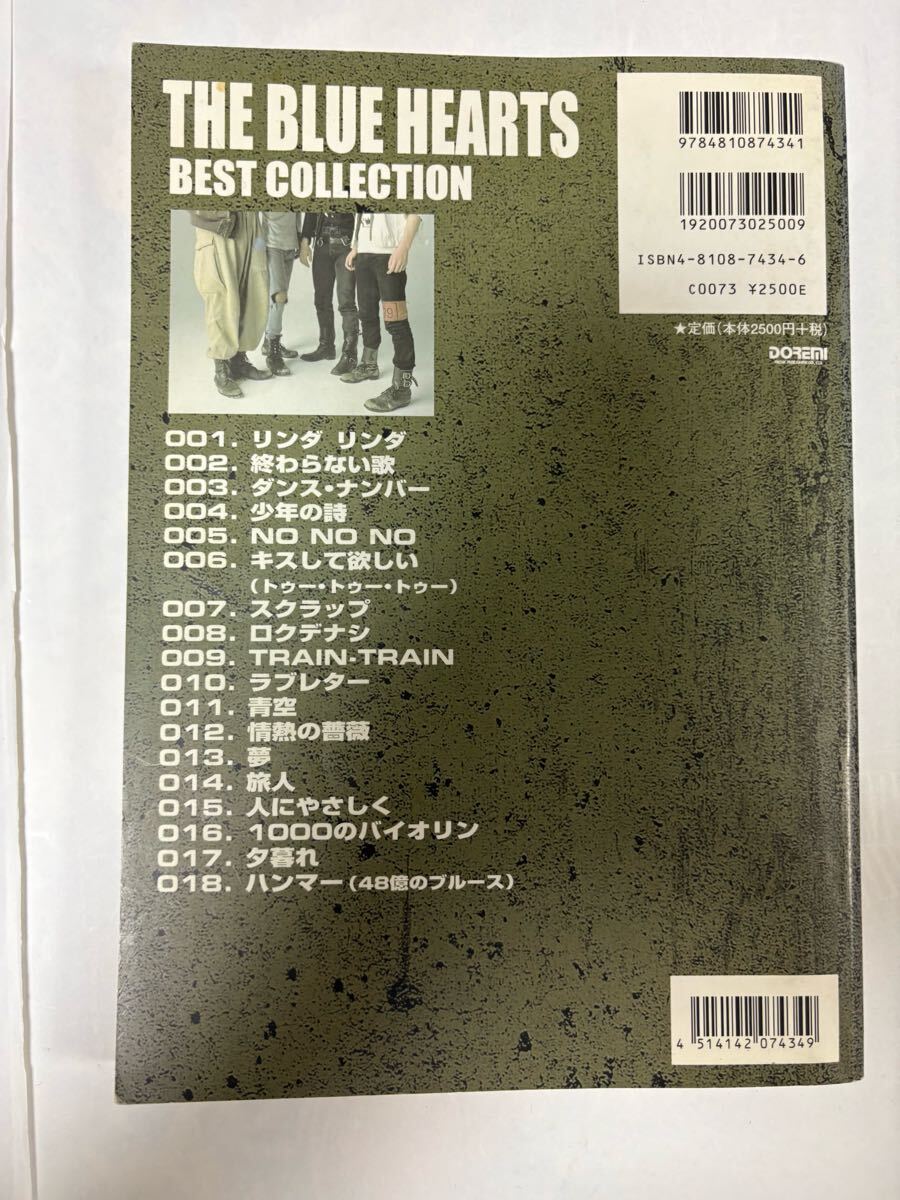 THE BLUE HEARTS
BEST COLLECTION
9784810874341
1920073025009
ISBN4-8108-7434-6
C0073 ¥2500E
★定価(本体2500円+税)
DOREMI
001. リンダ リンダ
002. 終わらない歌
003. ダンス・ナンバー
004. 少年の詩
005. NO NO NO
006. キスして欲しい
(トゥー・トゥー・トゥー)
007. スクラップ
008. ロクデナシ
009. TRAIN-TRAIN
010. ラブレター
011. 青空
012. 情熱の薔薇
013. 夢
014. 旅人
015. 人にやさしく
016. 1000のバイオリン
017. 夕暮れ
018. ハンマー(48億のブルース)
4 514142 074349